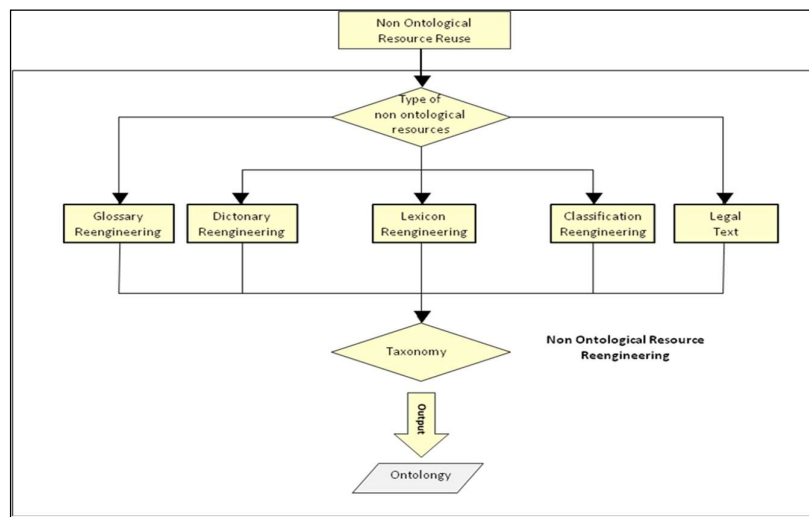 Non Ontological
Resource Reuse
Type of
non ontological
resources
Glossary
Reengineering
Dictonary
Reengineering
Lexicon
Reengineering
Classification
Reengineering
Legal
Text
Taxonomy
Non Ontological Resource
Reengineering
Output
Ontolongy